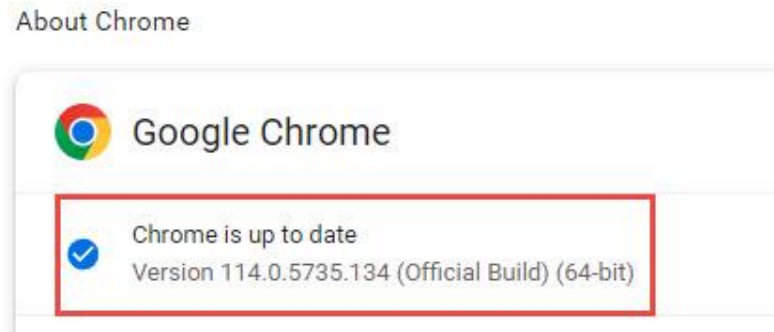 About Chrome
Google Chrome
Chrome is up to date
Version 114.0.5735.134 (Official Build) (64-bit)